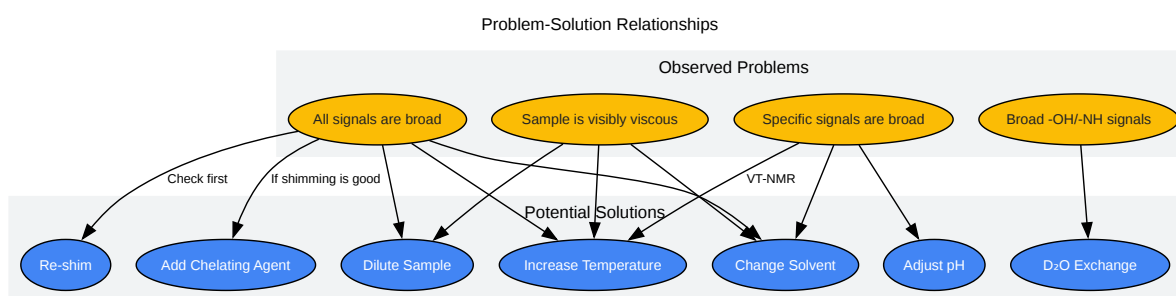 Problem-Solution Relationships
Observed Problems
All signals are broad
Sample is visibly viscous
Specific signals are broad
Broad -OH/-NH signals
Check first
If shimming is good
VT-NMR
Potential Solutions
Re-shim
Add Chelating Agent
Dilute Sample
Increase Temperature
Change Solvent
Adjust pH
D₂O Exchange